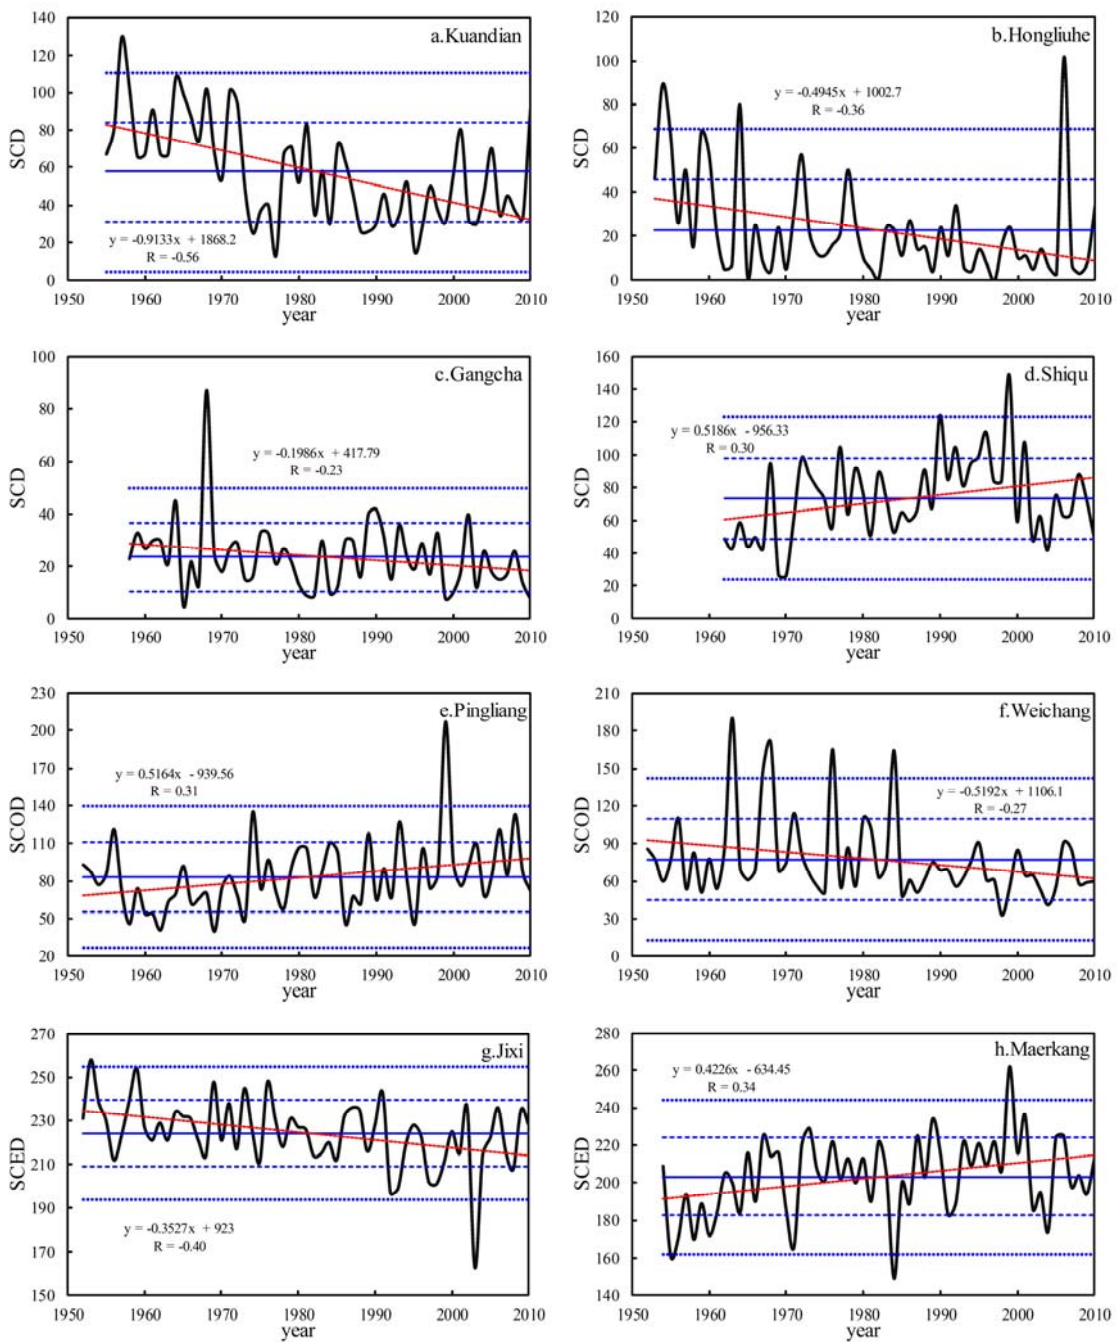 a.Kuandian
SCD
140
120
100
80
60
40
20
0
y = -0.9133x + 1868.2
R = -0.56
1950 1960 1970 1980 1990 2000 2010
year
b.Hongliuhe
SCD
120
100
80
60
40
20
0
y = -0.4945x + 1002.7
R = -0.36
1950 1960 1970 1980 1990 2000 2010
year
c.Gangcha
SCD
100
80
60
40
20
0
y = -0.1986x + 417.79
R = -0.23
1950 1960 1970 1980 1990 2000 2010
year
d.Shiqu
SCD
160
140
120
100
80
60
40
20
0
y = 0.5186x - 956.33
R = 0.30
1950 1960 1970 1980 1990 2000 2010
year
e.Pingliang
SCOD
230
200
170
140
110
80
50
20
y = 0.5164x - 939.56
R = 0.31
1950 1960 1970 1980 1990 2000 2010
year
f.Weichang
SCOD
210
180
150
120
90
60
30
0
y = -0.5192x + 1106.1
R = -0.27
1950 1960 1970 1980 1990 2000 2010
year
g.Jixi
SCED
270
250
230
210
190
170
150
y = -0.3527x + 923
R = -0.40
1950 1960 1970 1980 1990 2000 2010
year
h.Maerkang
SCED
280
260
240
220
200
180
160
140
y = 0.4226x - 634.45
R = 0.34
1950 1960 1970 1980 1990 2000 2010
year